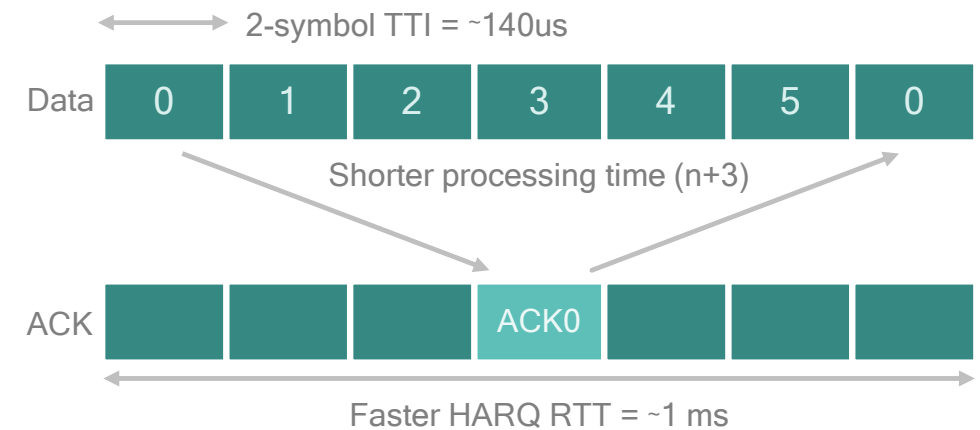 2-symbol TTI = ~140us
Data 0 1 2 3 4 5 0
Shorter processing time (n+3)
ACK ACK0
Faster HARQ RTT = ~1 ms